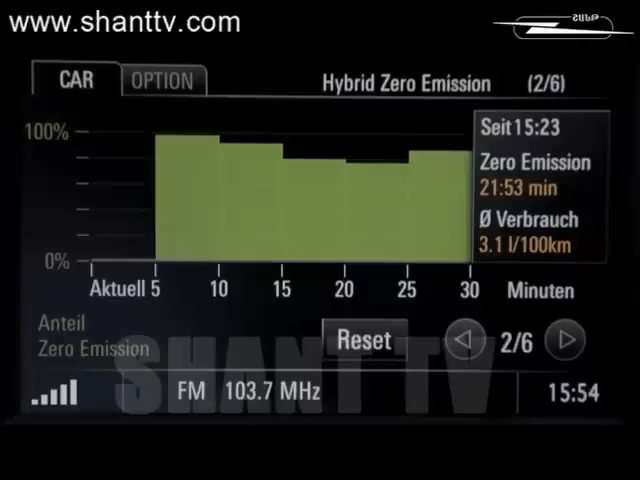 www.shanttv.com
ՇԱՆԹ
CAR
OPTION
Hybrid Zero Emission (2/6)
100%
0%
Seit 15:23
Zero Emission
21:53 min
Ø Verbrauch
3.1 l/100km
Aktuell 5 10 15 20 25 30 Minuten
Anteil
Zero Emission
Reset
2/6
SHANT TV
FM 103.7 MHz
15:54